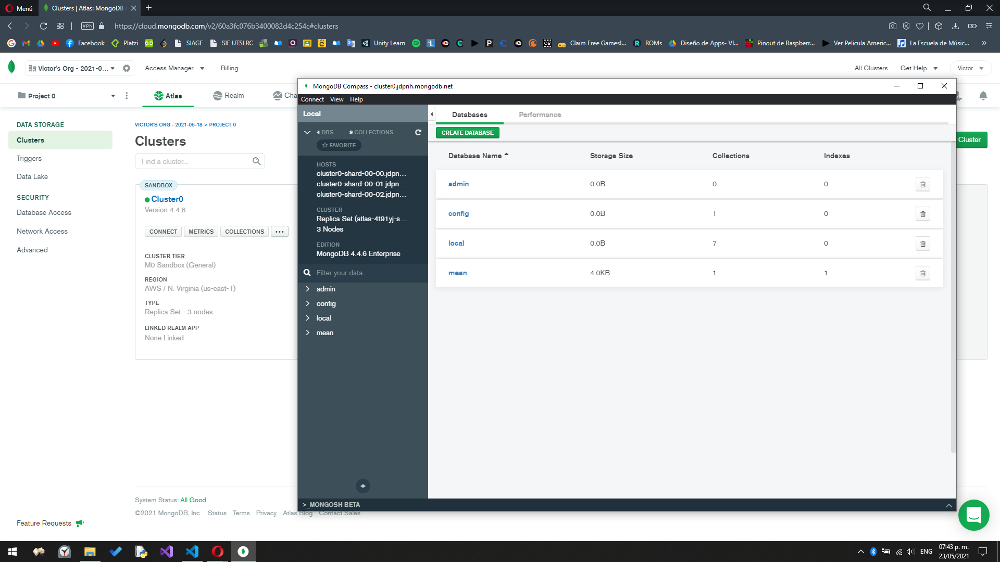 Menú
Clusters | Atlas: MongoDB
VPN
https://cloud.mongodb.com/v2/60a3fc076b3400082d4c254c#clusters
Facebook
Platzi
SIAGE
SIE UTSLRC
Unity Learn
Claim Free Games!...
ROMs
Diseño de Apps- VI...
Pinout de Raspberr...
Ver Pelicula Americ...
La Escuela de Músic...
Victor's Org - 2021-0...
Access Manager
Billing
All Clusters
Get Help
Victor
Project 0
Atlas
Realm
Cha
DATA STORAGE
Clusters
Triggers
Data Lake
SECURITY
Database Access
Network Access
Advanced
Feature Requests
VICTOR'S ORG - 2021-05-18 > PROJECT 0
Clusters
Find a cluster...
Cluster
SANDBOX
Cluster0
Version 4.4.6
CONNECT
METRICS
COLLECTIONS
...
CLUSTER TIER
M0 Sandbox (General)
REGION
AWS / N. Virginia (us-east-1)
TYPE
Replica Set - 3 nodes
LINKED REALM APP
None Linked
System Status: All Good
©2021 MongoDB, Inc. Status Terms Privacy Atlas Blog Contact Sales
MongoDB Compass - cluster0.jdpnh.mongodb.net
Connect View Help
Local
4 DBS 9 COLLECTIONS
FAVORITE
HOSTS
cluster0-shard-00-00.jdpn...
cluster0-shard-00-01.jdpn...
cluster0-shard-00-02.jdpn...
CLUSTER
Replica Set (atlas-4t91yj-s...
3 Nodes
EDITION
MongoDB 4.4.6 Enterprise
Filter your data
admin
config
local
mean
+
>_MONGOSH BETA
Databases
Performance
CREATE DATABASE
Database Name Storage Size Collections Indexes
admin 0.0B 0 0
config 0.0B 1 0
local 0.0B 7 0
mean 4.0KB 1 1
ENG
07:43 p. m.
23/05/2021